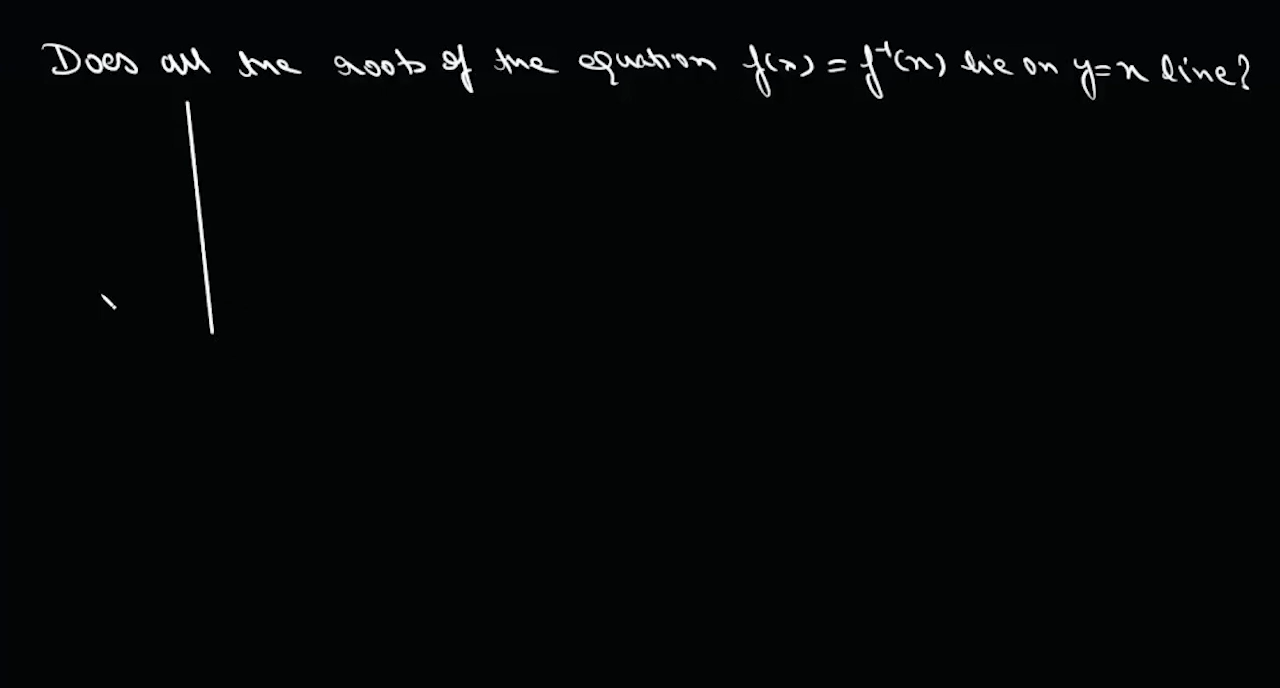 Does all the roots of the equation f(x) = f⁻¹(x) lie on y=x line?